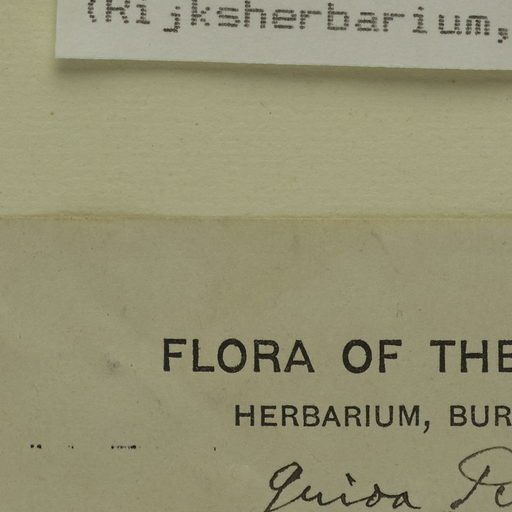 (Rijksherbarium,
FLORA OF THE
HERBARIUM, BUR